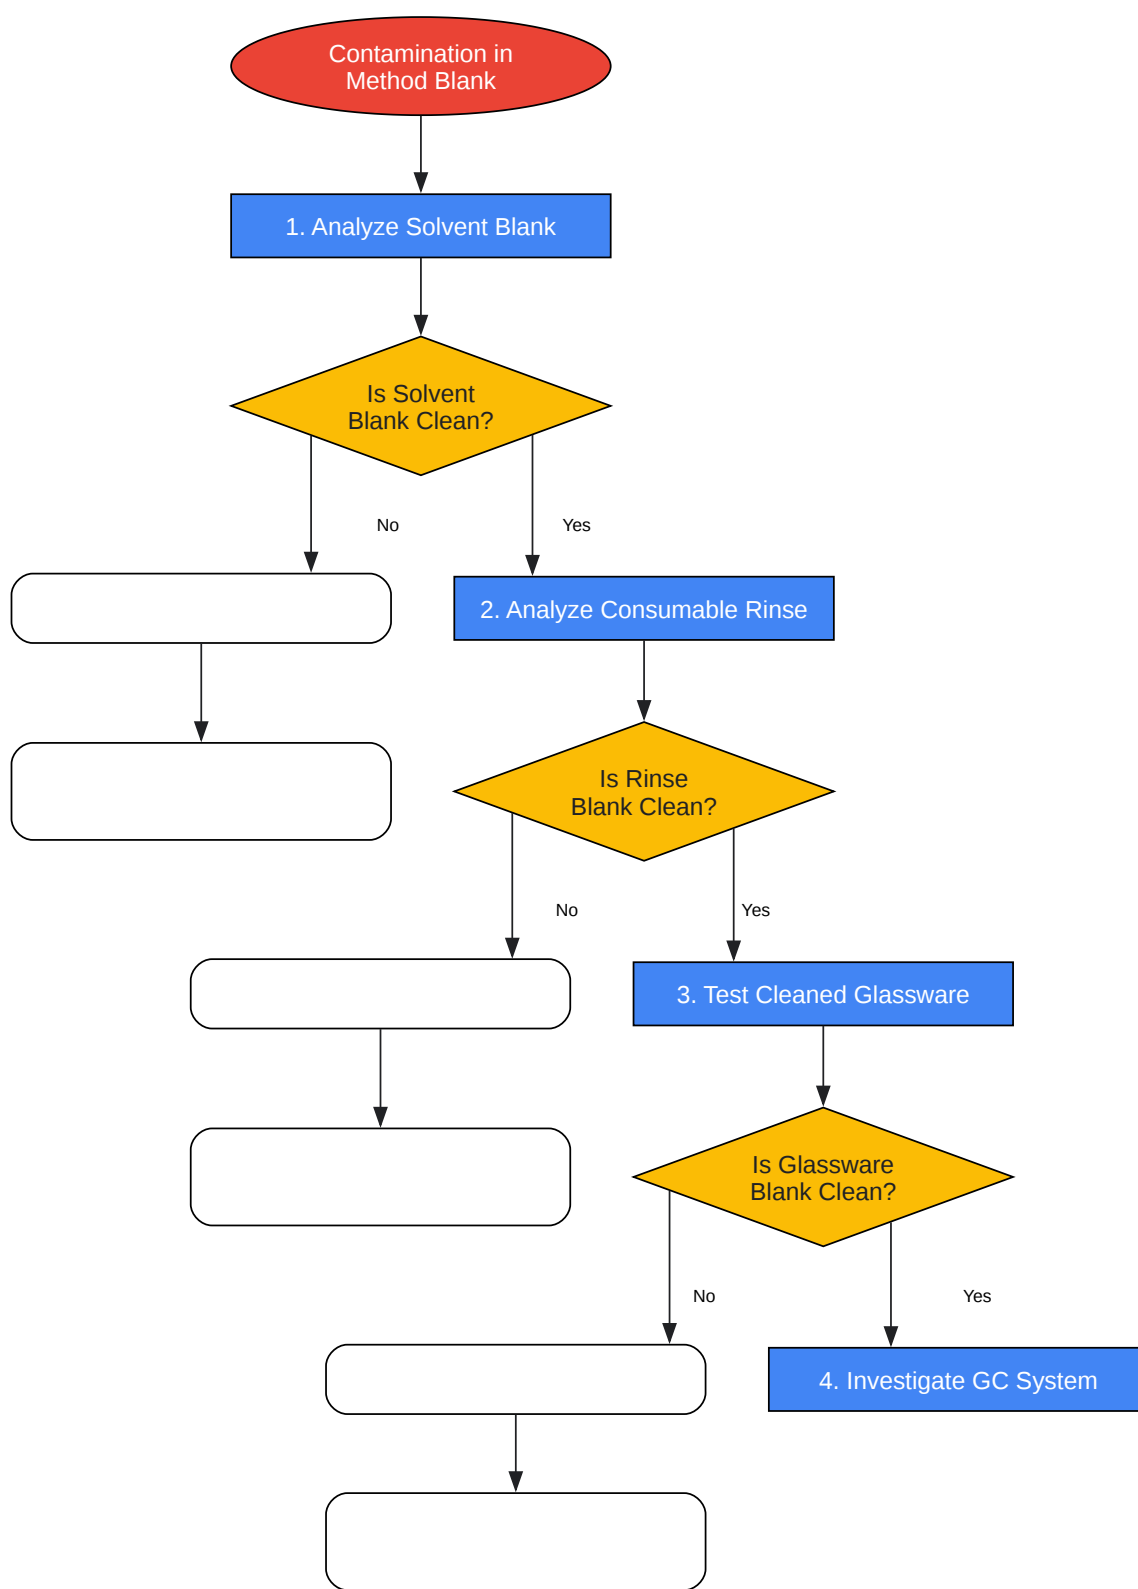 Contamination in
Method Blank
1. Analyze Solvent Blank
Is Solvent
Blank Clean?
No
Yes
2. Analyze Consumable Rinse
Is Rinse
Blank Clean?
No
Yes
3. Test Cleaned Glassware
Is Glassware
Blank Clean?
No
Yes
4. Investigate GC System